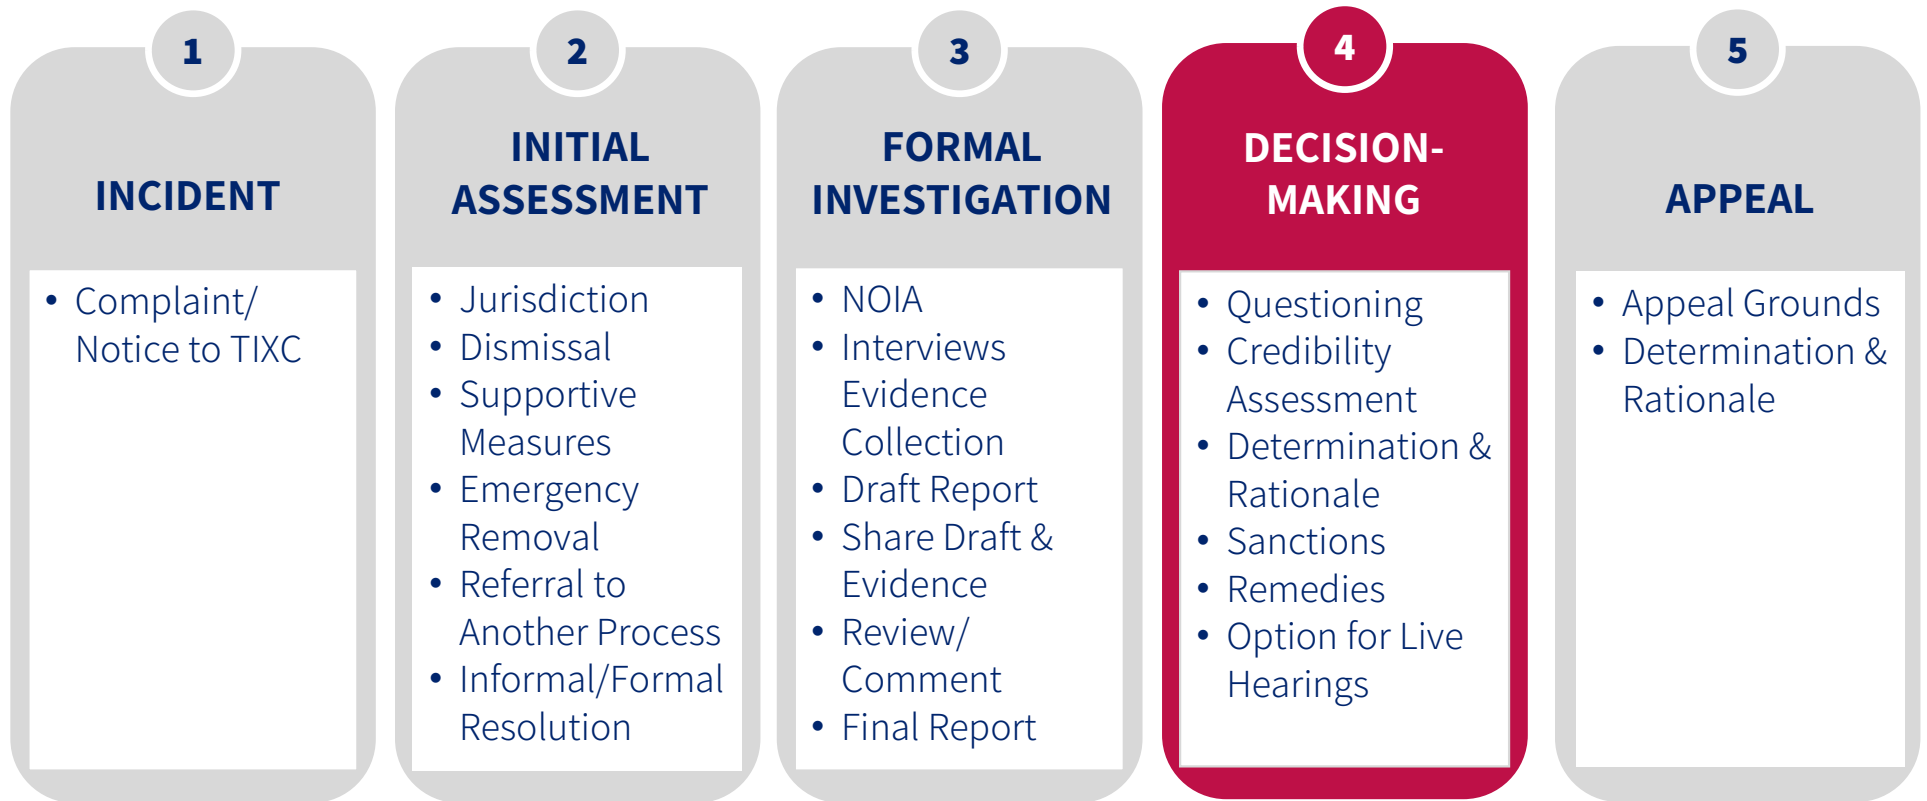 1
INCIDENT
• Complaint/
Notice to TIXC
2
INITIAL
ASSESSMENT
• Jurisdiction
• Dismissal
• Supportive
Measures
• Emergency
Removal
• Referral to
Another Process
• Informal/Formal
Resolution
3
FORMAL
INVESTIGATION
• NOIA
• Interviews
Evidence
Collection
• Draft Report
• Share Draft &
Evidence
• Review/
Comment
• Final Report
4
DECISION-
MAKING
• Questioning
• Credibility
Assessment
• Determination &
Rationale
• Sanctions
• Remedies
• Option for Live
Hearings
5
APPEAL
• Appeal Grounds
• Determination &
Rationale